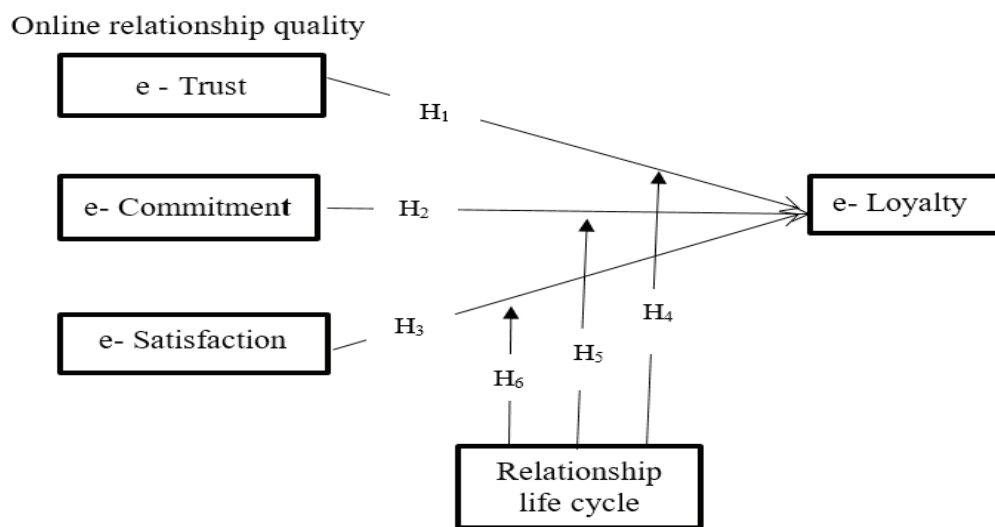 Online relationship quality
e - Trust
H₁
e- Commitment
H₂
e- Loyalty
e- Satisfaction
H₃
H₄
H₅
H₆
Relationship
life cycle